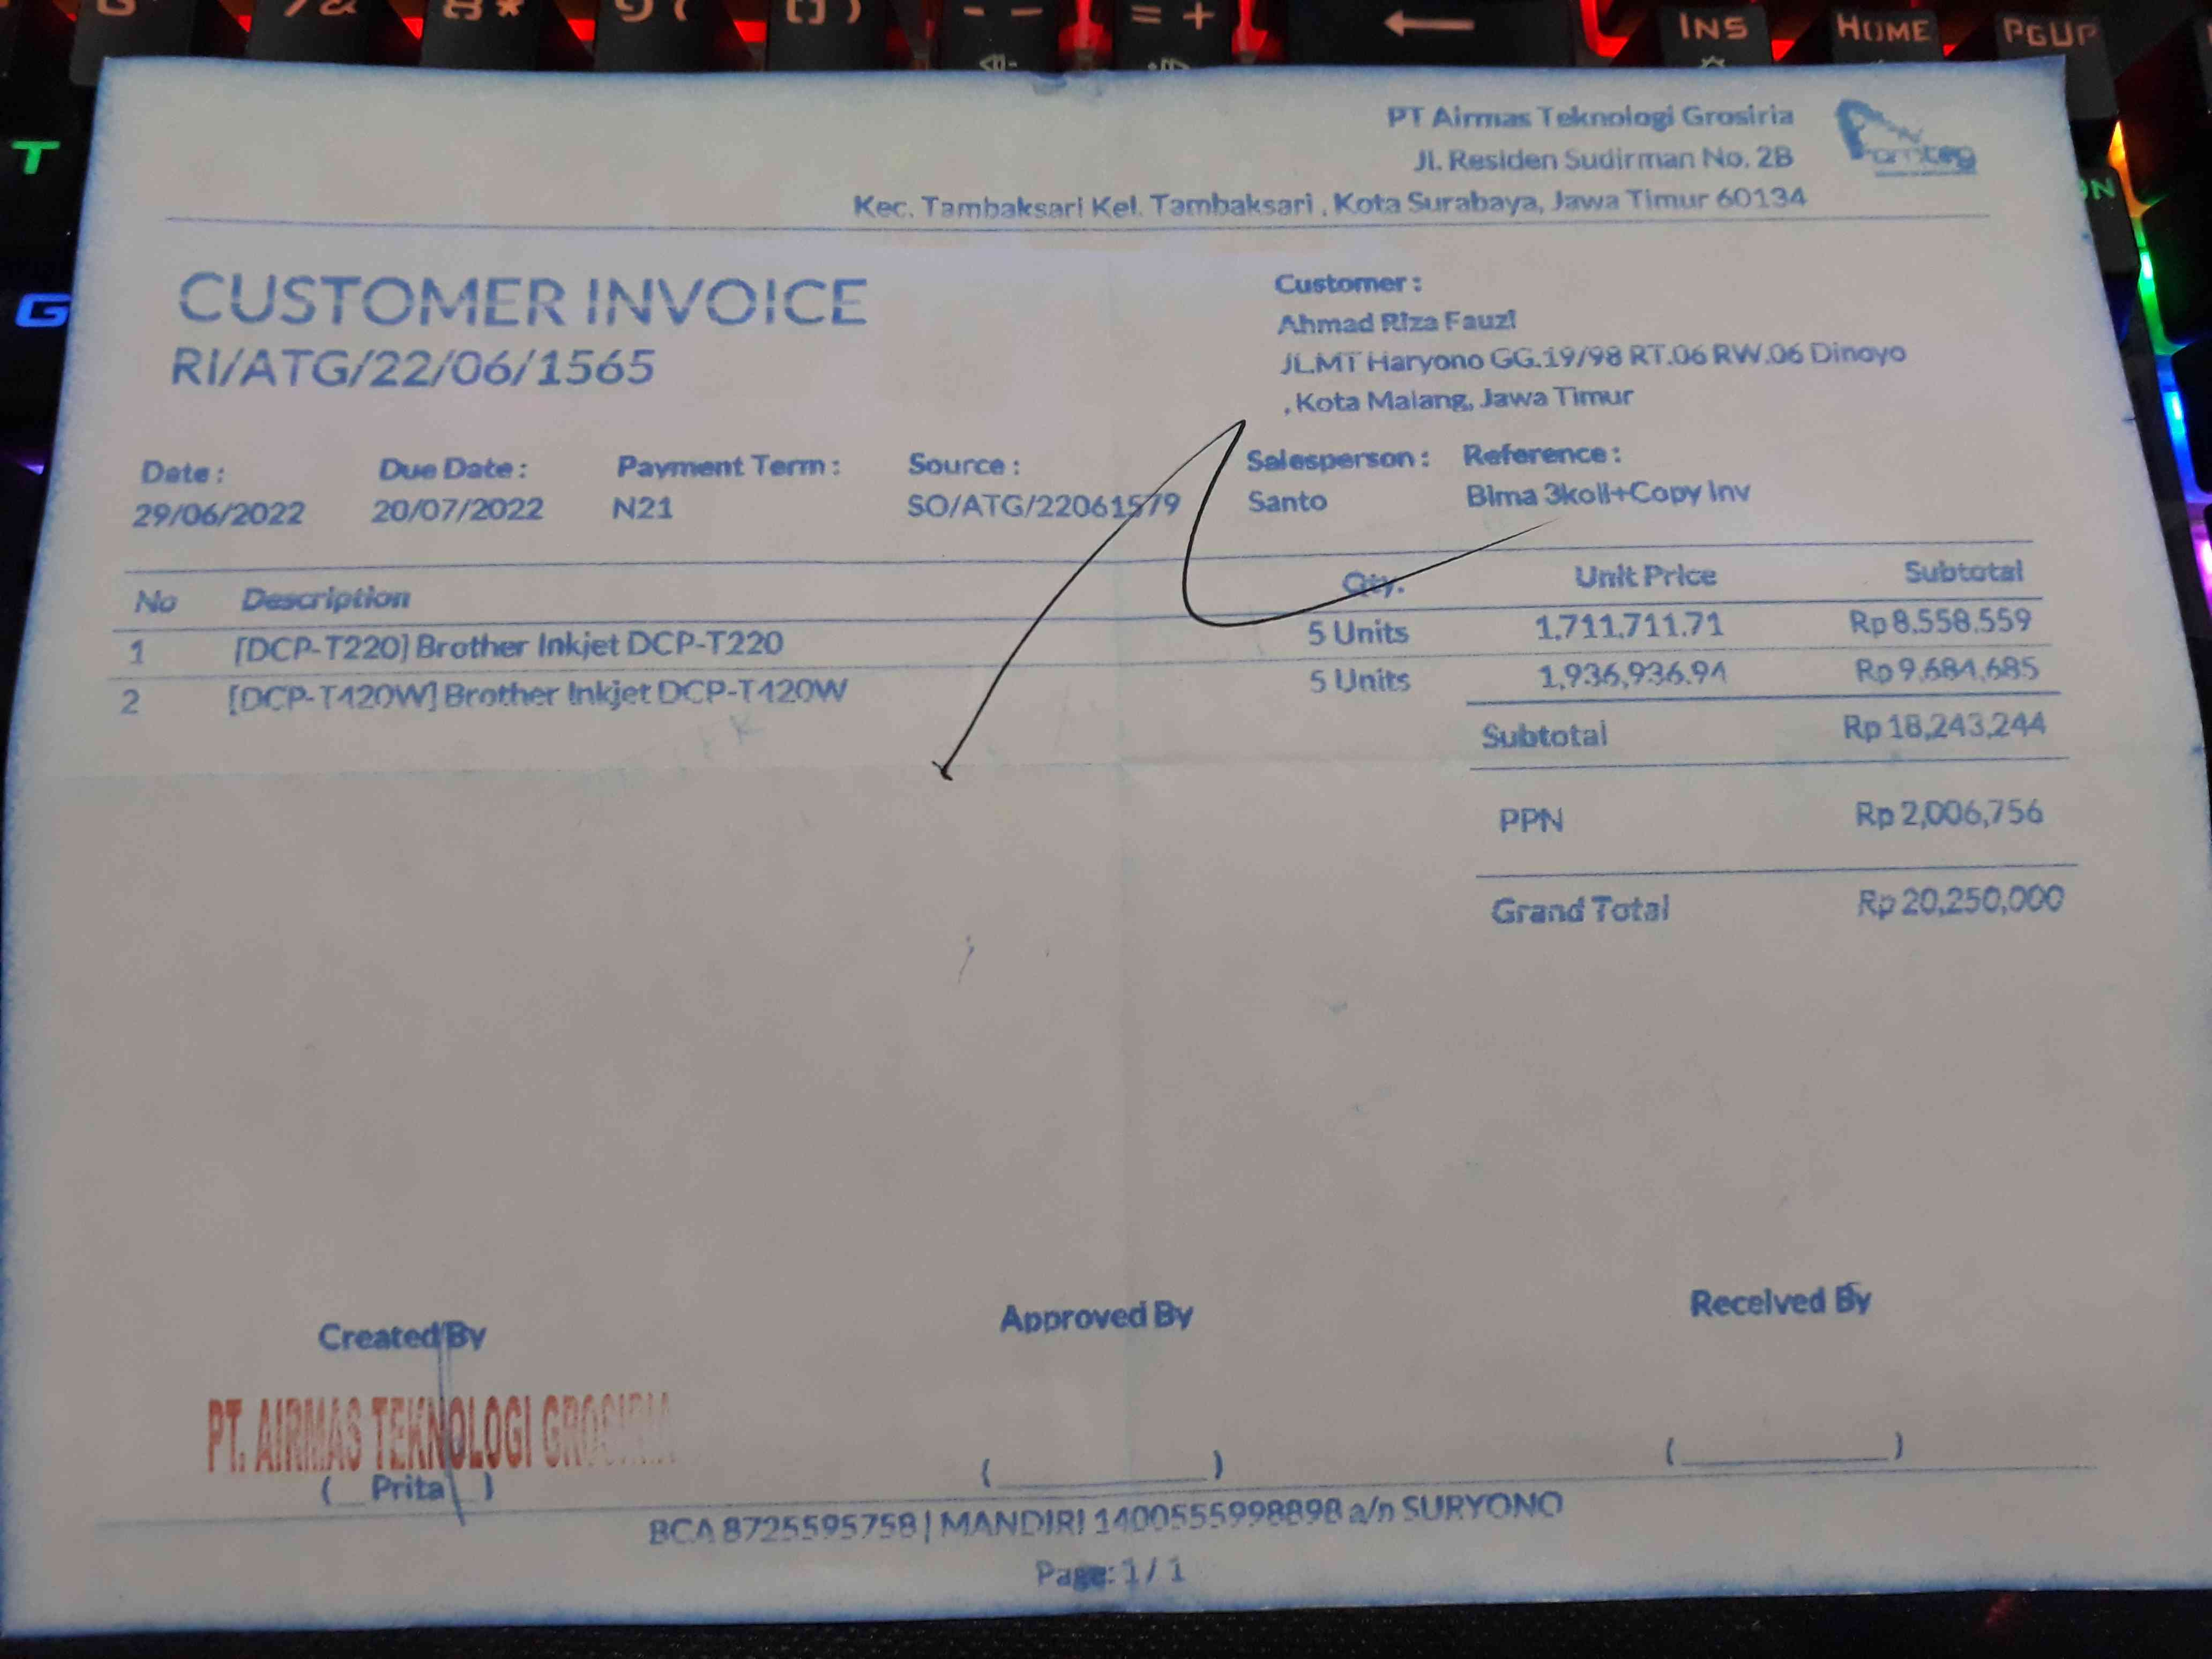 INS HOME PGUP
T
G
PT Airmas Teknologi Grosiria
Jl. Residen Sudirman No. 2B
Kec. Tambaksari Kel. Tambaksari , Kota Surabaya, Jawa Timur 60134
CUSTOMER INVOICE
RI/ATG/22/06/1565
Customer :
Ahmad Riza Fauzi
JL.MT Haryono GG.19/98 RT.06 RW.06 Dinoyo
, Kota Malang, Jawa Timur
Date : Due Date : Payment Term : Source : Salesperson : Reference :
29/06/2022 20/07/2022 N21 SO/ATG/22061579 Santo Bima 3koli+Copy Inv
No Description Qty. Unit Price Subtotal
1 [DCP-T220] Brother Inkjet DCP-T220 5 Units 1,711,711.71 Rp 8,558,559
2 [DCP-T420W] Brother Inkjet DCP-T420W 5 Units 1,936,936.94 Rp 9,684,685
Subtotal Rp 18,243,244
PPN Rp 2,006,756
Grand Total Rp 20,250,000
Created By Approved By Received By
PT. AIRMAS TEKNOLOGI GROSIRIA
( Prita ) (__________) (__________)
BCA 8725595758 | MANDIRI 1400555998898 a/n SURYONO
Page: 1 / 1